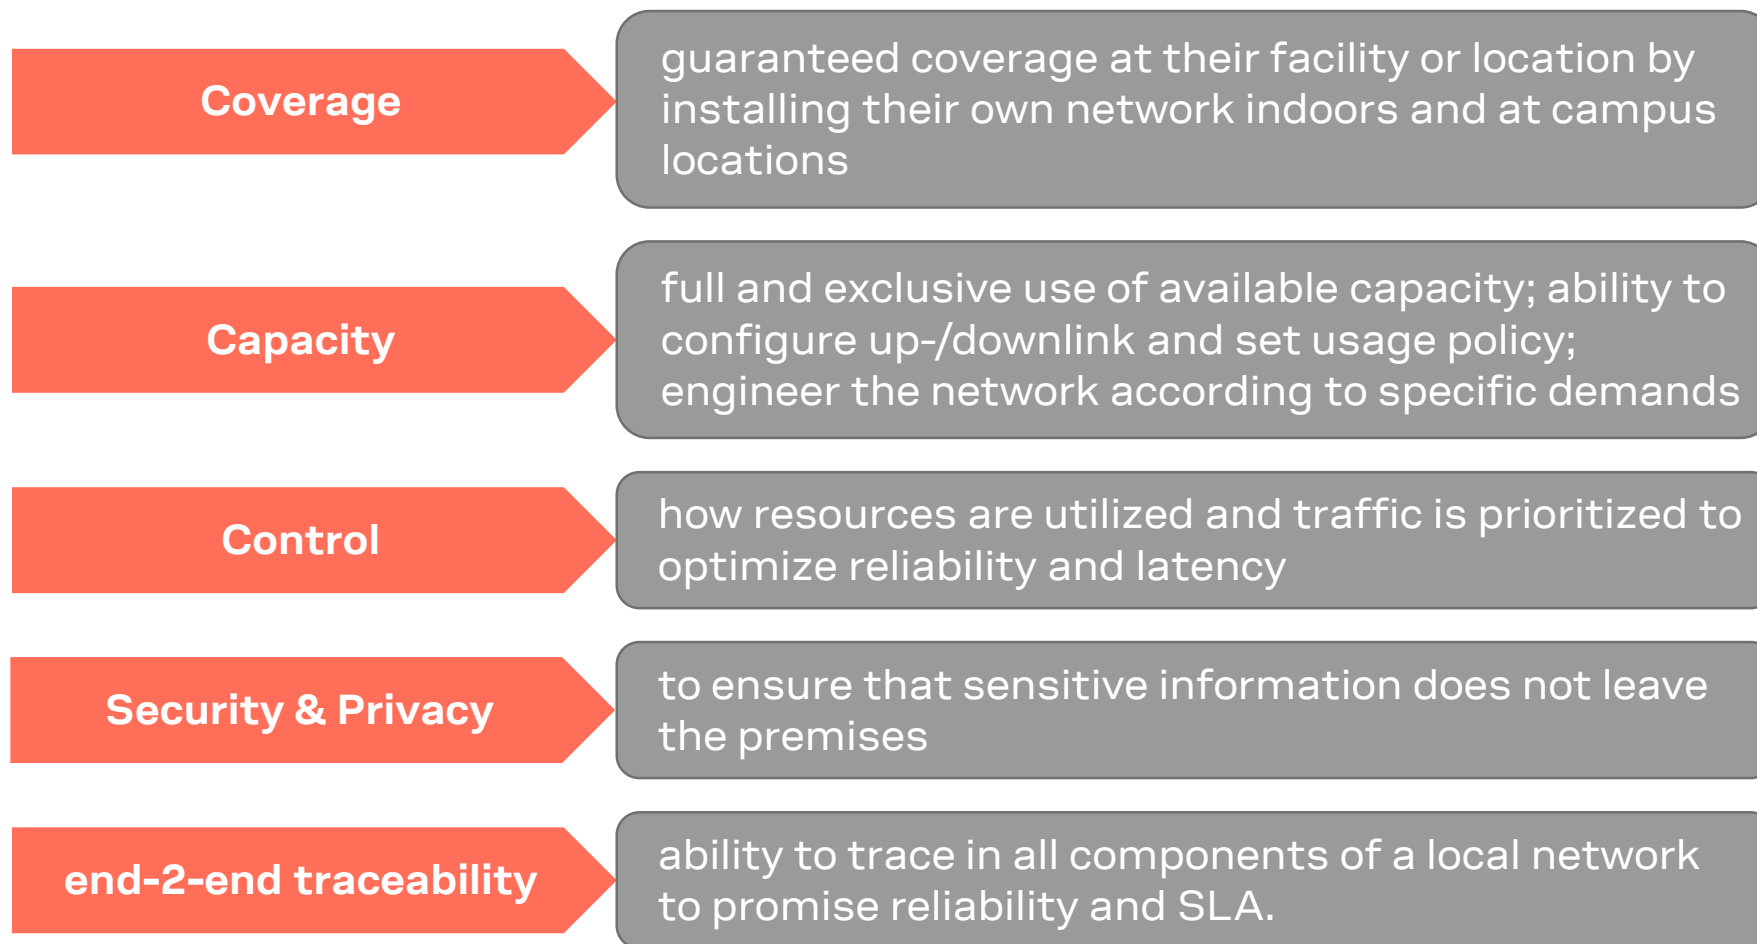 Coverage
guaranteed coverage at their facility or location by
installing their own network indoors and at campus
locations
Capacity
full and exclusive use of available capacity; ability to
configure up-/downlink and set usage policy;
engineer the network according to specific demands
Control
how resources are utilized and traffic is prioritized to
optimize reliability and latency
Security & Privacy
to ensure that sensitive information does not leave
the premises
end-2-end traceability
ability to trace in all components of a local network
to promise reliability and SLA.